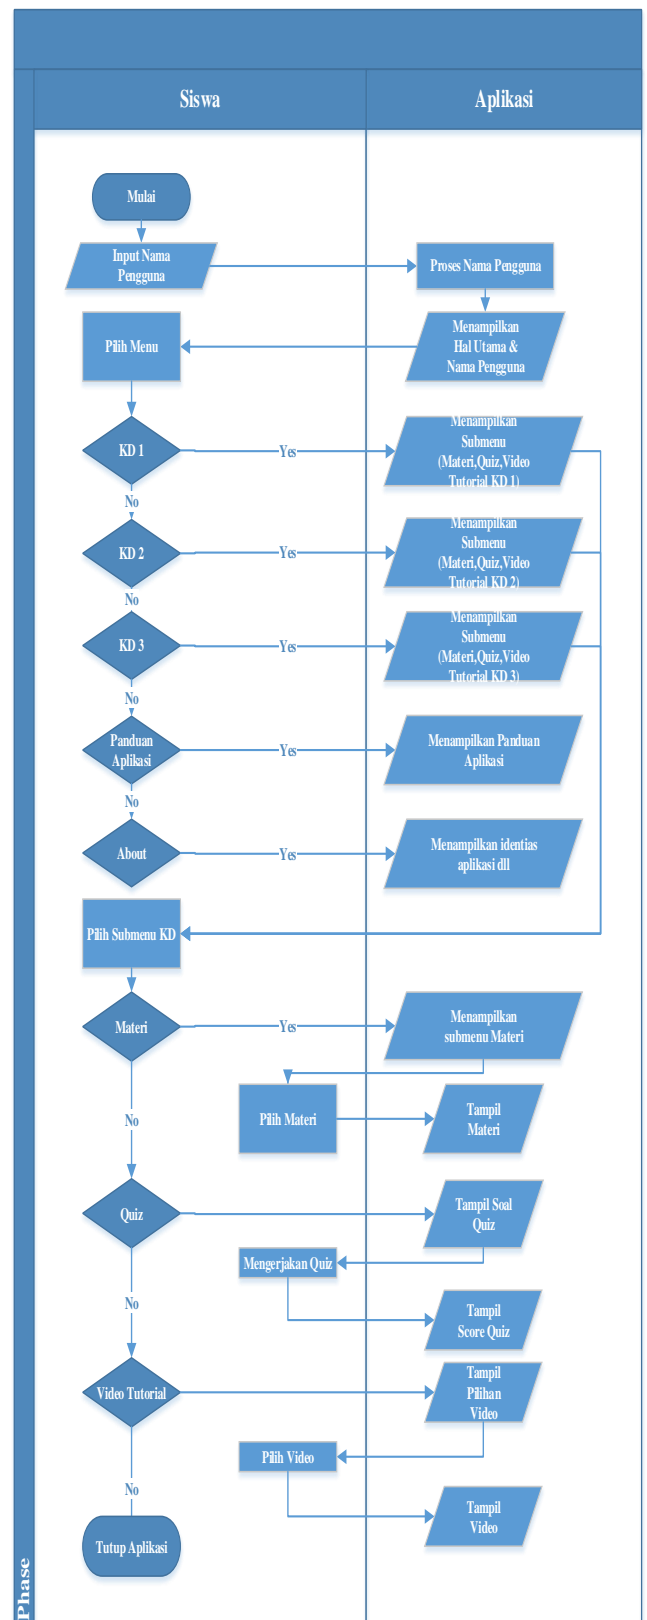 Siswa
Aplikasi
Mulai
Input Nama
Pengguna
Proses Nama Pengguna
Menampilkan
Hal Utama &
Nama Pengguna
Pilih Menu
KD 1
Yes
Menampilkan
Submenu
(Materi,Quiz,Video
Tutorial KD 1)
No
KD 2
Yes
Menampilkan
Submenu
(Materi,Quiz,Video
Tutorial KD 2)
No
KD 3
Yes
Menampilkan
Submenu
(Materi,Quiz,Video
Tutorial KD 3)
No
Panduan
Aplikasi
Yes
Menampilkan Panduan
Aplikasi
No
About
Yes
Menampilkan identias
aplikasi dll
Pilih Submenu KD
Materi
Yes
Menampilkan
submenu Materi
Pilih Materi
Tampil
Materi
No
Quiz
Tampil Soal
Quiz
Mengerjakan Quiz
Tampil
Score Quiz
No
Video Tutorial
Tampil
Pilihan
Video
Pilih Video
Tampil
Video
No
Tutup Aplikasi
Phase